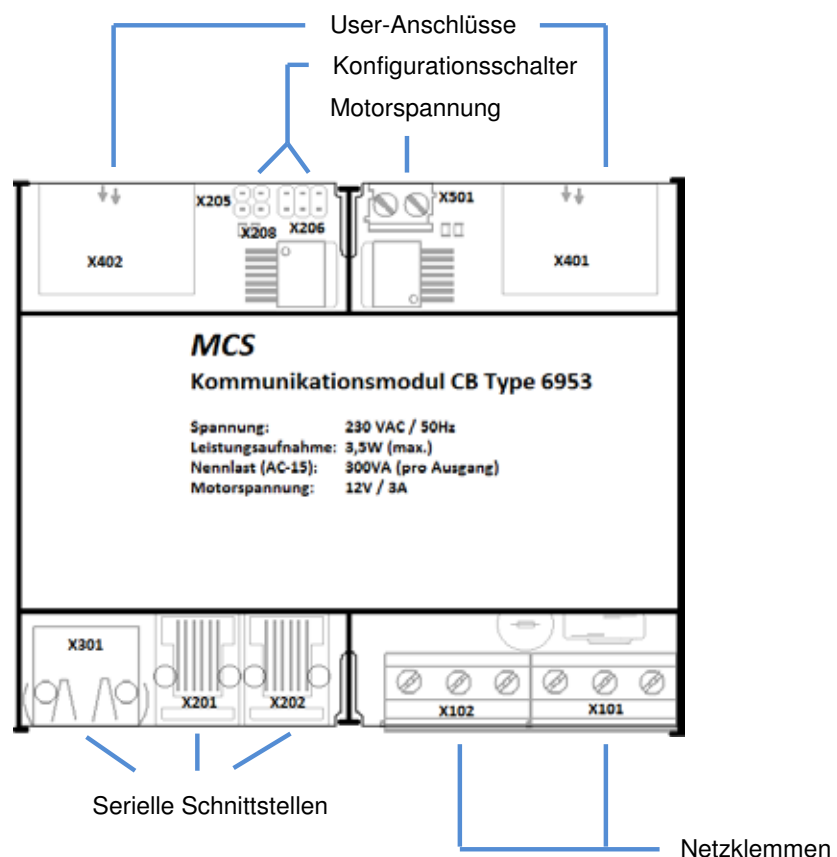 User-Anschlüsse
Konfigurationsschalter
Motorspannung
X205
X208 X206
X501
X402
X401
MCS
Kommunikationsmodul CB Type 6953
Spannung: 230 VAC / 50Hz
Leistungsaufnahme: 3,5W (max.)
Nennlast (AC-15): 300VA (pro Ausgang)
Motorspannung: 12V / 3A
X301
X201
X202
X102
X101
Serielle Schnittstellen
Netzklemmen